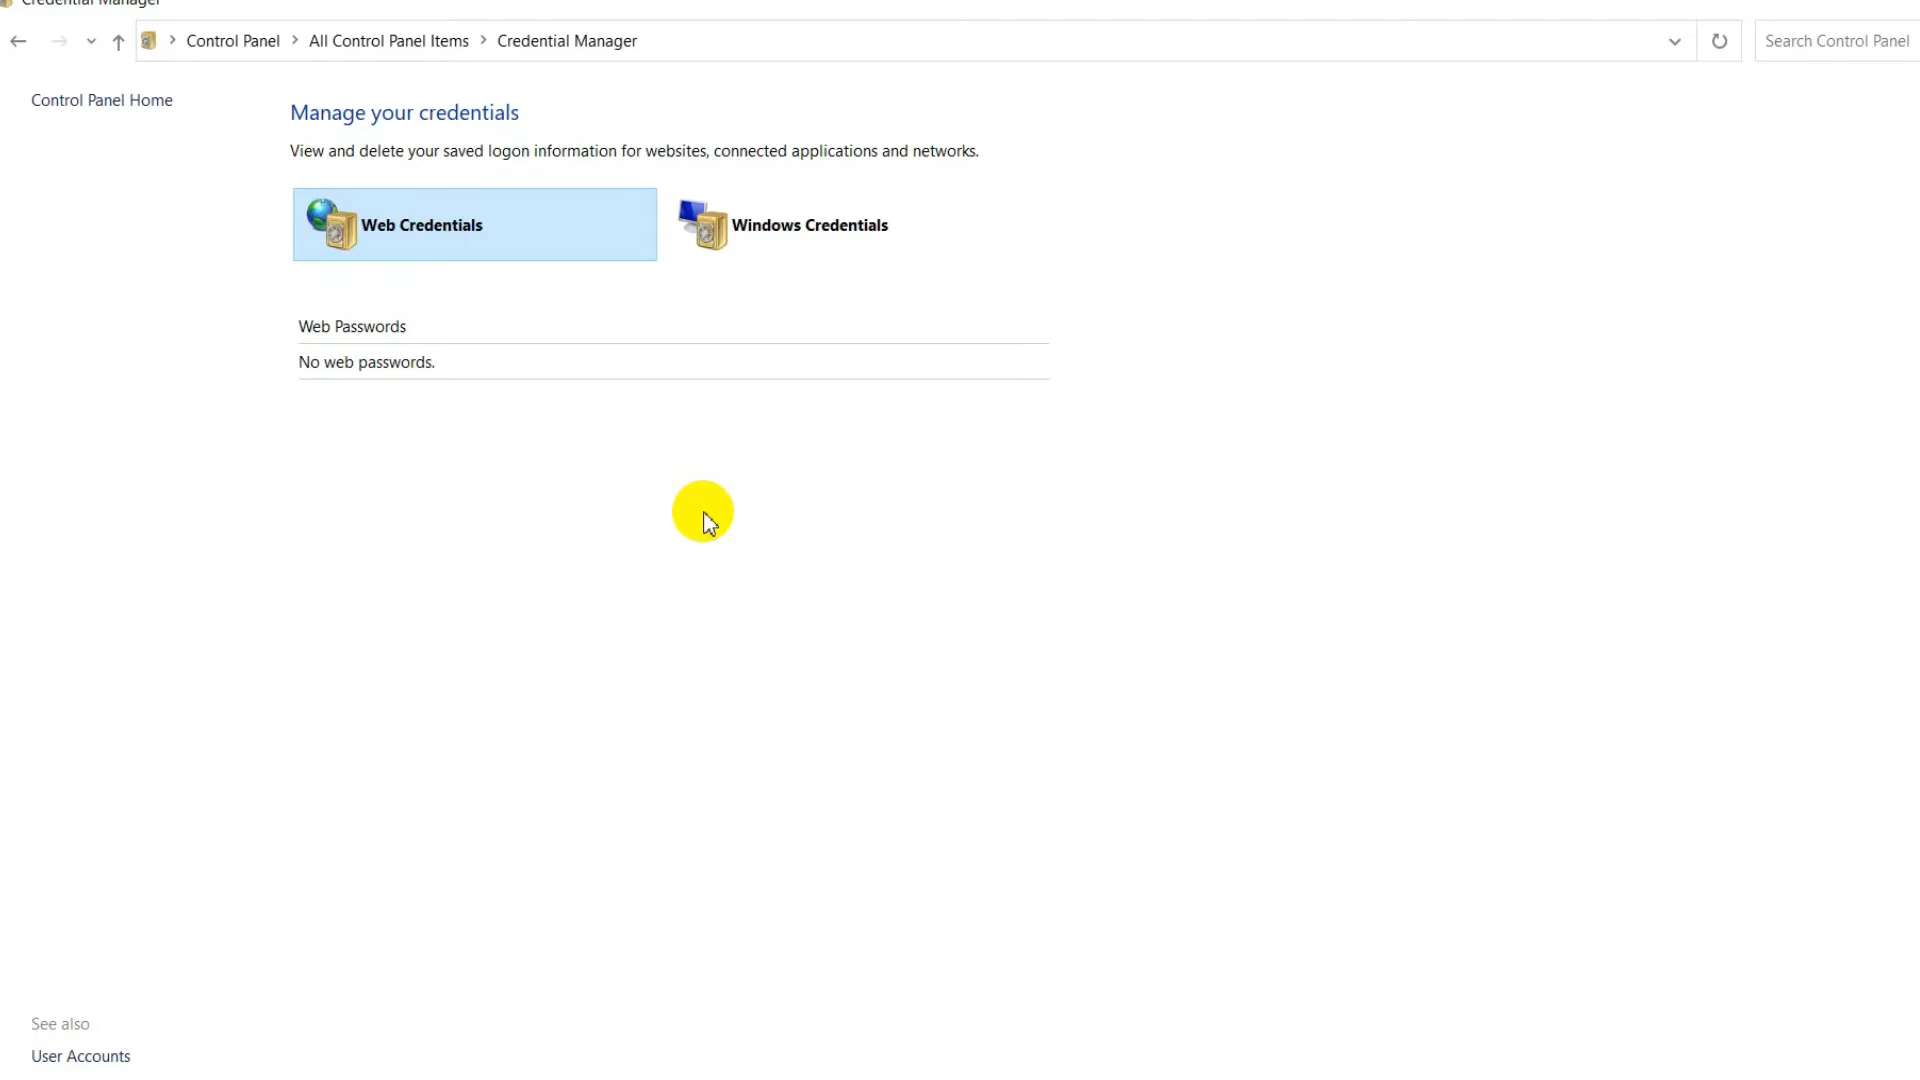 Credential Manager
Control Panel > All Control Panel Items > Credential Manager
Search Control Panel
Control Panel Home
Manage your credentials
View and delete your saved logon information for websites, connected applications and networks.
Web Credentials
Windows Credentials
Web Passwords
No web passwords.
See also
User Accounts